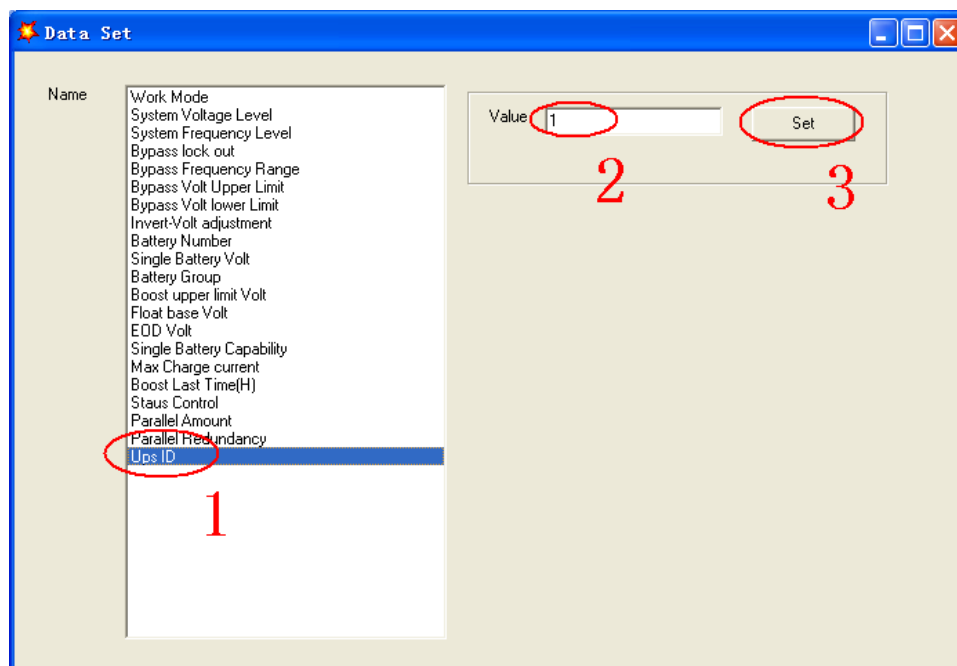 Data Set
Name
Work Mode
System Voltage Level
System Frequency Level
Bypass lock out
Bypass Frequency Range
Bypass Volt Upper Limit
Bypass Volt lower Limit
Invert-Volt adjustment
Battery Number
Single Battery Volt
Battery Group
Boost upper limit Volt
Float base Volt
EOD Volt
Single Battery Capability
Max Charge current
Boost Last Time(H)
Staus Control
Parallel Amount
Parallel Redundancy
Ups ID
1
Value 1 Set
2 3